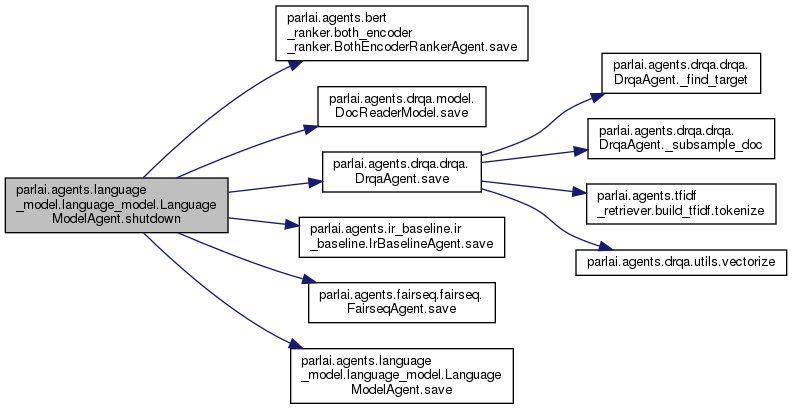 parlai.agents.language
_model.language_model.Language
ModelAgent.shutdown
parlai.agents.bert
_ranker.both_encoder
_ranker.BothEncoderRankerAgent.save
parlai.agents.drqa.model.
DocReaderModel.save
parlai.agents.drqa.drqa.
DrqaAgent.save
parlai.agents.ir_baseline.ir
_baseline.IrBaselineAgent.save
parlai.agents.fairseq.fairseq.
FairseqAgent.save
parlai.agents.language
_model.language_model.Language
ModelAgent.save
parlai.agents.drqa.drqa.
DrqaAgent._find_target
parlai.agents.drqa.drqa.
DrqaAgent._subsample_doc
parlai.agents.tfidf
_retriever.build_tfidf.tokenize
parlai.agents.drqa.utils.vectorize